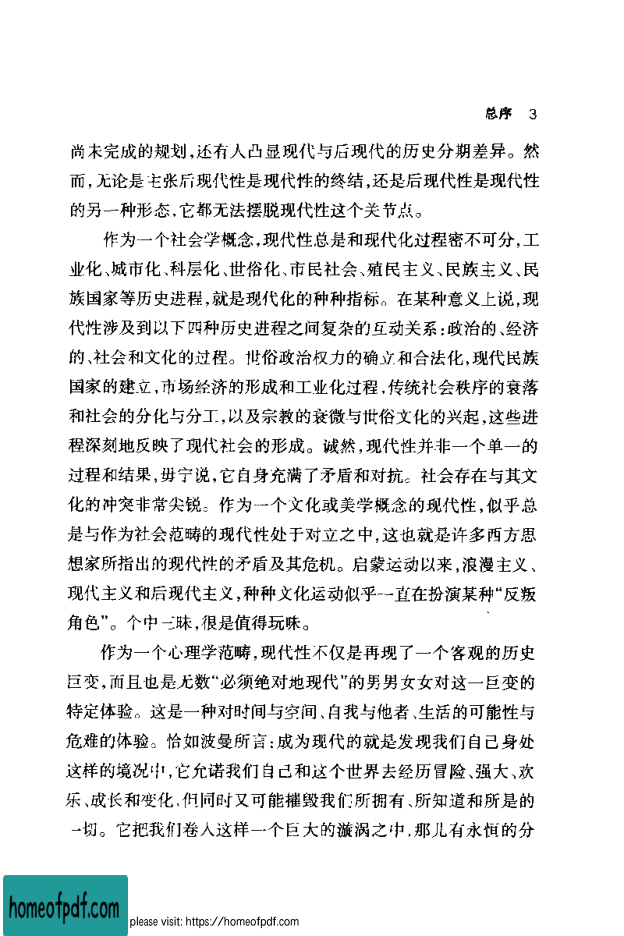 总序 3
尚未完成的规划,还有人凸显现代与后现代的历史分期差异。然
而,无论是主张后现代性是现代性的终结,还是后现代性是现代性
的另一种形态,它都无法摆脱现代性这个关节点。
作为一个社会学概念,现代性总是和现代化过程密不可分,工
业化、城市化、科层化、世俗化、市民社会、殖民主义、民族主义、民
族国家等历史进程,就是现代化的种种指标。在某种意义上说,现
代性涉及到以下四种历史进程之间复杂的互动关系:政治的、经济
的、社会和文化的过程。世俗政治权力的确立和合法化,现代民族
国家的建立,市场经济的形成和工业化过程,传统社会秩序的衰落
和社会的分化与分工,以及宗教的衰微与世俗文化的兴起,这些进
程深刻地反映了现代社会的形成。诚然,现代性并非一个单一的
过程和结果,毋宁说,它自身充满了矛盾和对抗。社会存在与其文
化的冲突非常尖锐。作为一个文化或美学概念的现代性,似乎总
是与作为社会范畴的现代性处于对立之中,这也就是许多西方思
想家所指出的现代性的矛盾及其危机。启蒙运动以来,浪漫主义、
现代主义和后现代主义,种种文化运动似乎一直在扮演某种“反叛
角色”。个中三昧,很是值得玩味。
作为一个心理学范畴,现代性不仅是再现了一个客观的历史
巨变,而且也是无数“必须绝对地现代”的男男女女对这一巨变的
特定体验。这是一种对时间与空间、自我与他者、生活的可能性与
危难的体验。恰如波曼所言:成为现代的就是发现我们自己身处
这样的境况中,它允诺我们自己和这个世界去经历冒险、强大、欢
乐、成长和变化,但同时又可能摧毁我们所拥有、所知道和所是的
一切。它把我们卷入这样一个巨大的漩涡之中,那儿有永恒的分
homeofpdf.com
please visit: https://homeofpdf.com